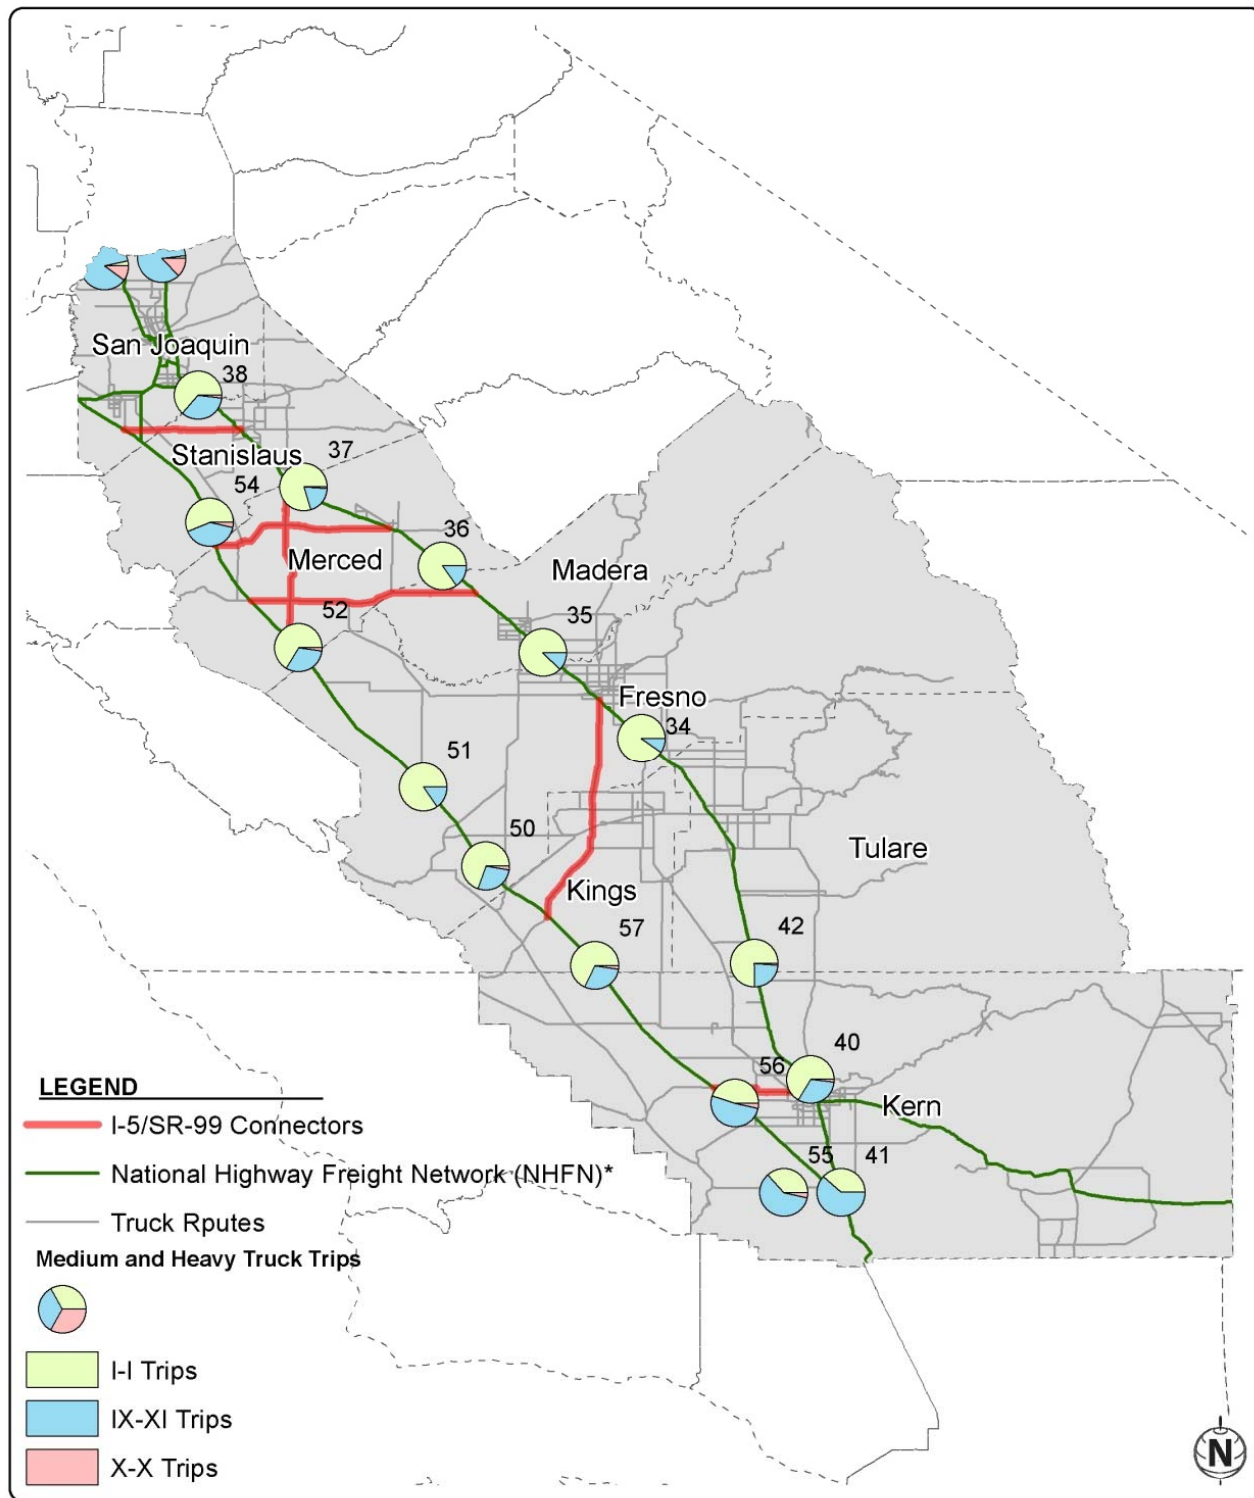 San Joaquin
38
37
Stanislaus
54
36
Merced
Madera
52
35
Fresno
34
51
50
Tulare
Kings
57
42
40
56
Kern
55
41
LEGEND
I-5/SR-99 Connectors
National Highway Freight Network (NHFN)*
Truck Rputes
Medium and Heavy Truck Trips
I-I Trips
IX-XI Trips
X-X Trips
N